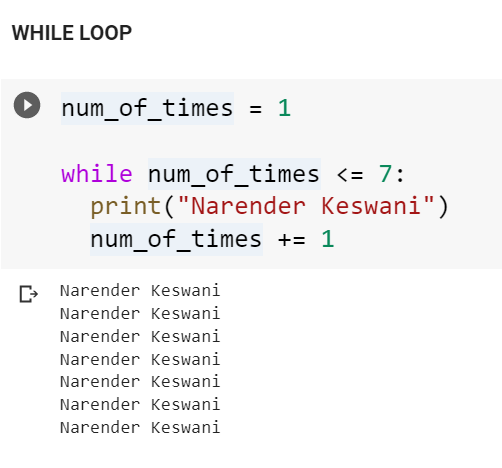 WHILE LOOP
num_of_times = 1
while num_of_times <= 7:
  print("Narender Keswani")
  num_of_times += 1
Narender Keswani
Narender Keswani
Narender Keswani
Narender Keswani
Narender Keswani
Narender Keswani
Narender Keswani